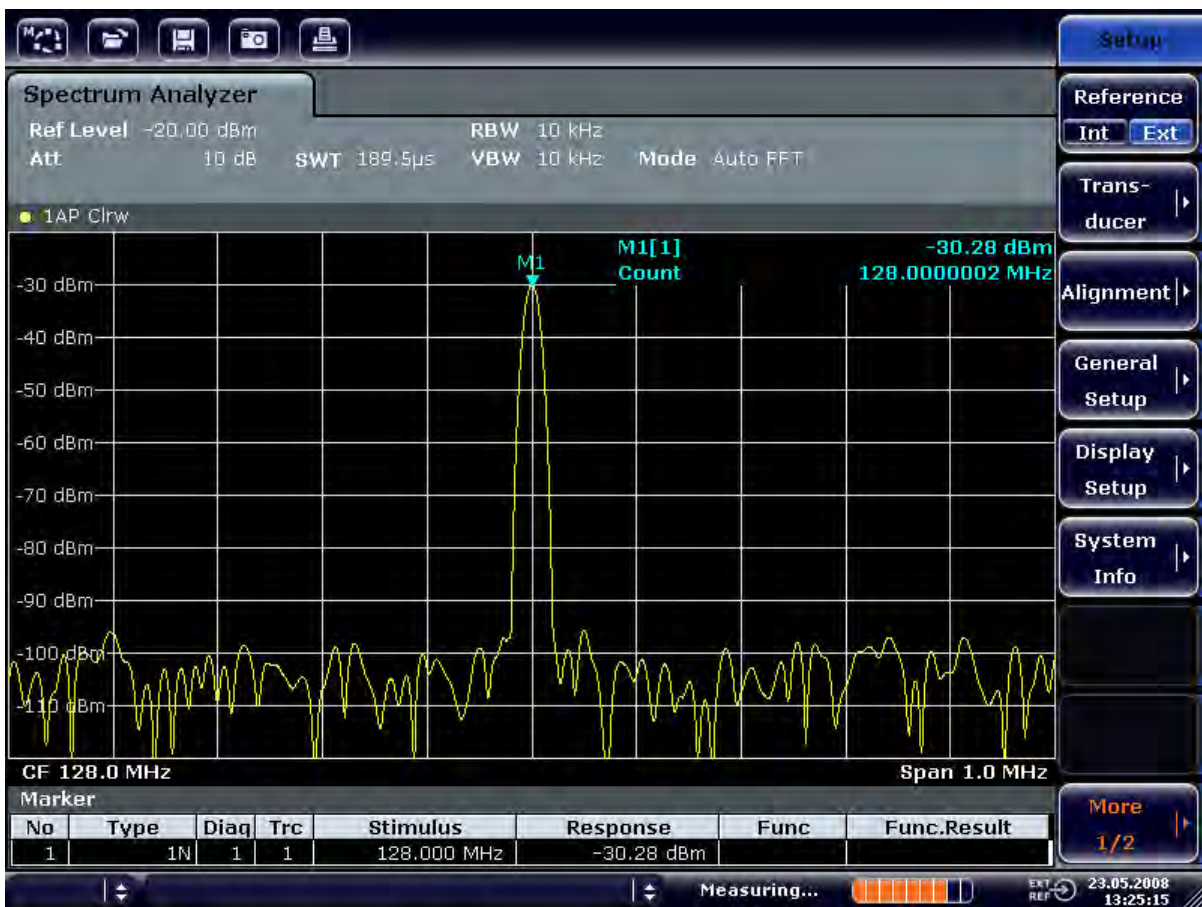 M
Setup
Spectrum Analyzer
Ref Level -20.00 dBm RBW 10 kHz
Att 10 dB SWT 189.5µs VBW 10 kHz Mode Auto FFT
1AP Clrw
M1[1] -30.28 dBm
Count 128.0000002 MHz
M1
-30 dBm
-40 dBm
-50 dBm
-60 dBm
-70 dBm
-80 dBm
-90 dBm
-100 dBm
-110 dBm
CF 128.0 MHz Span 1.0 MHz
Marker
No Type Diaq Trc Stimulus Response Func Func.Result
1 1N 1 1 128.000 MHz -30.28 dBm
Measuring... EXT REF 23.05.2008
13:25:15
Reference
Int Ext
Trans-
ducer
Alignment
General
Setup
Display
Setup
System
Info
More
1/2